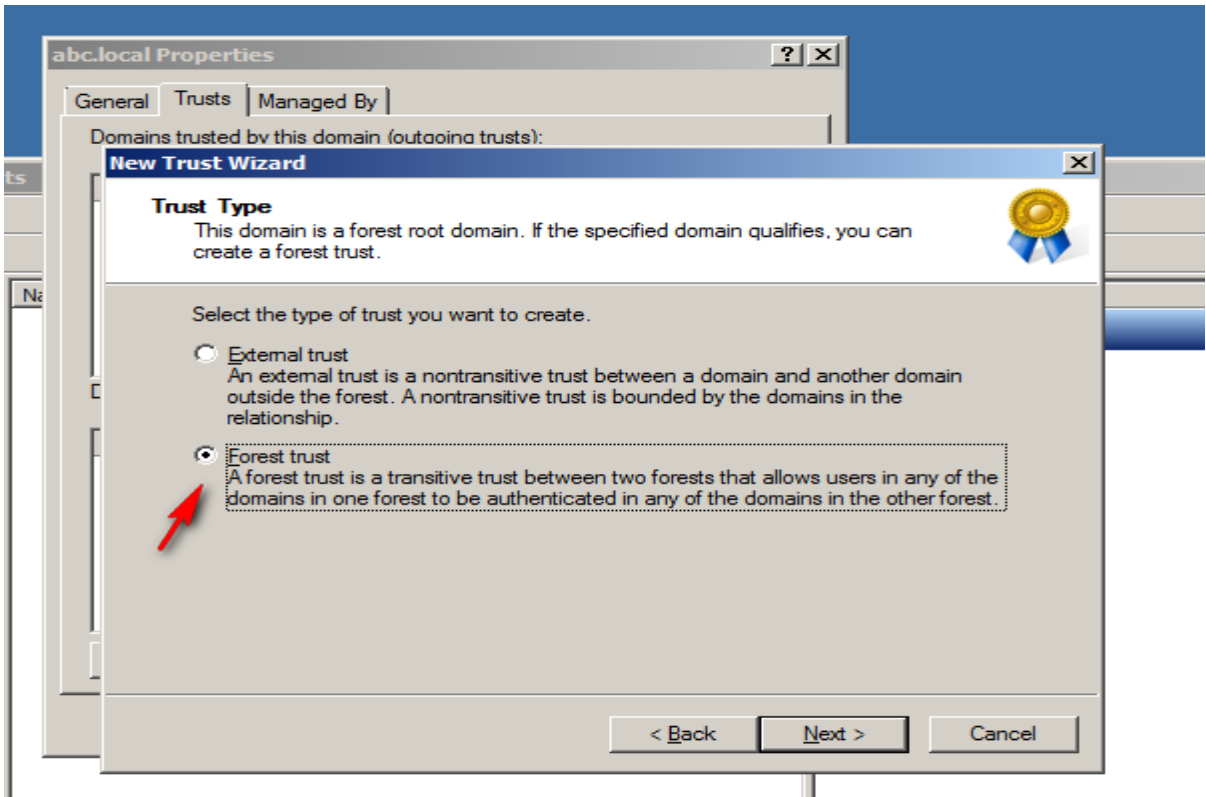 abc.local Properties
? X
General Trusts Managed By
Domains trusted by this domain (outgoing trusts):
New Trust Wizard
X
ts
Trust Type
This domain is a forest root domain. If the specified domain qualifies, you can
create a forest trust.
Na
Select the type of trust you want to create.
External trust
An external trust is a nontransitive trust between a domain and another domain
outside the forest. A nontransitive trust is bounded by the domains in the
relationship.
Forest trust
A forest trust is a transitive trust between two forests that allows users in any of the
domains in one forest to be authenticated in any of the domains in the other forest.
< Back Next > Cancel